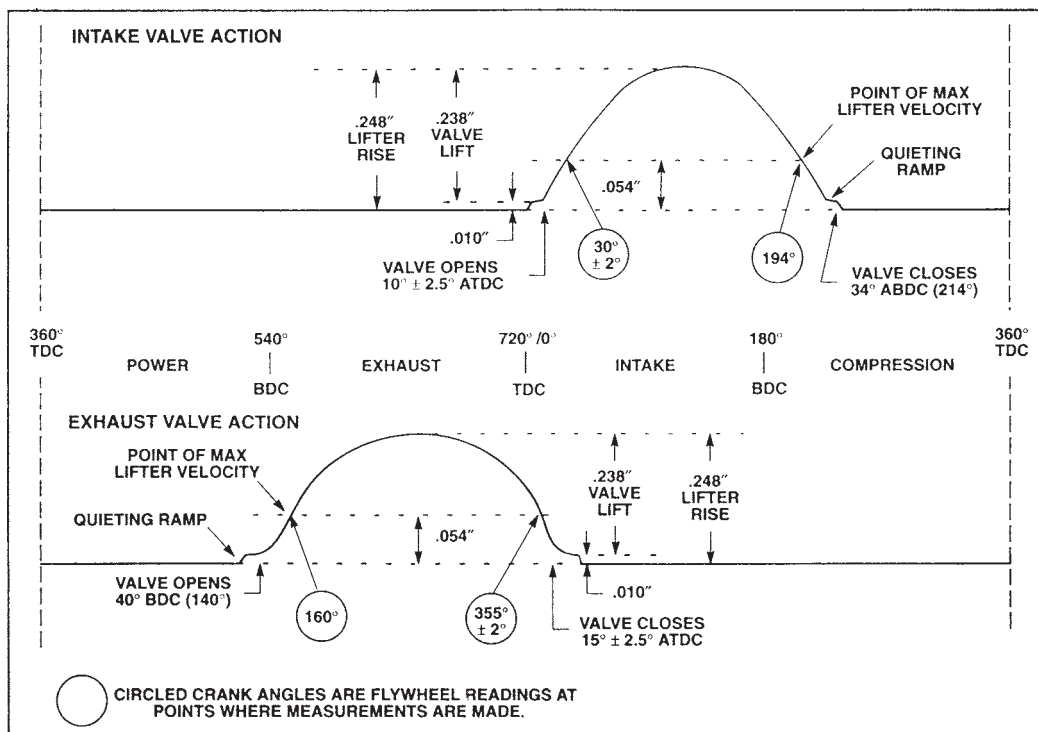 INTAKE VALVE ACTION
.248"
LIFTER
RISE
.238"
VALVE
LIFT
POINT OF MAX
LIFTER VELOCITY
QUIETING
RAMP
.054"
.010"
30°
± 2°
194°
VALVE OPENS
10° ± 2.5° ATDC
VALVE CLOSES
34° ABDC (214°)
360°
TDC
POWER
540°
BDC
EXHAUST
720° /0°
TDC
INTAKE
180°
BDC
COMPRESSION
360°
TDC
EXHAUST VALVE ACTION
POINT OF MAX
LIFTER VELOCITY
QUIETING RAMP
.238"
VALVE
LIFT
.248"
LIFTER
RISE
.054"
VALVE OPENS
40° BDC (140°)
160°
355°
± 2°
.010"
VALVE CLOSES
15° ± 2.5° ATDC
CIRCLED CRANK ANGLES ARE FLYWHEEL READINGS AT
POINTS WHERE MEASUREMENTS ARE MADE.